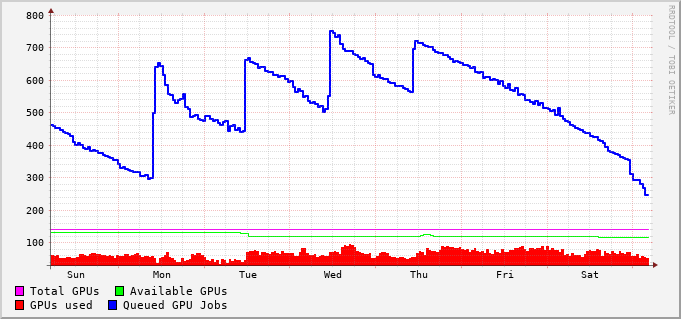 800
700
600
500
400
300
200
100
Sun Mon Tue Wed Thu Fri Sat
Total GPUs Available GPUs
GPUs used Queued GPU Jobs
RRDTOOL / TOBI OETIKER